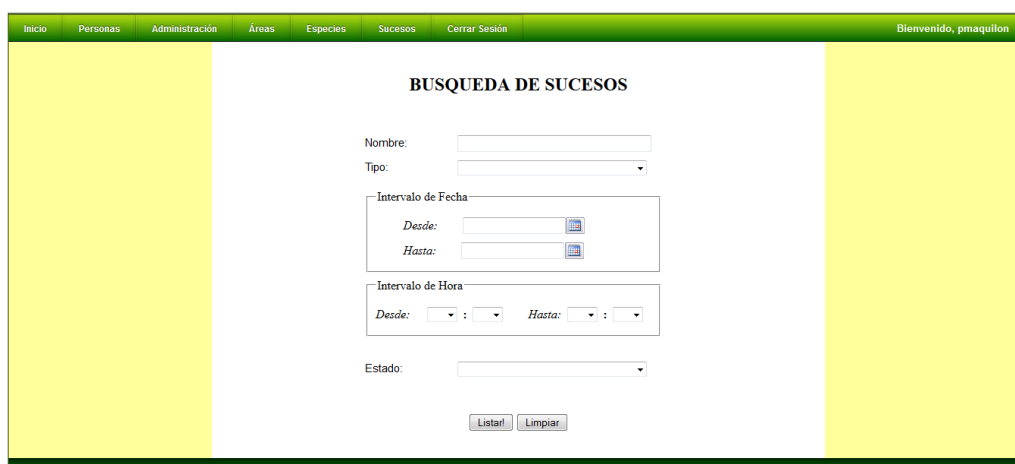 Inicio Personas Administración Áreas Especies Sucesos Cerrar Sesión Bienvenido, pmaquilon
BUSQUEDA DE SUCESOS
Nombre:
Tipo:
Intervalo de Fecha
Desde:
Hasta:
Intervalo de Hora
Desde: : Hasta: :
Estado:
Listar! Limpiar